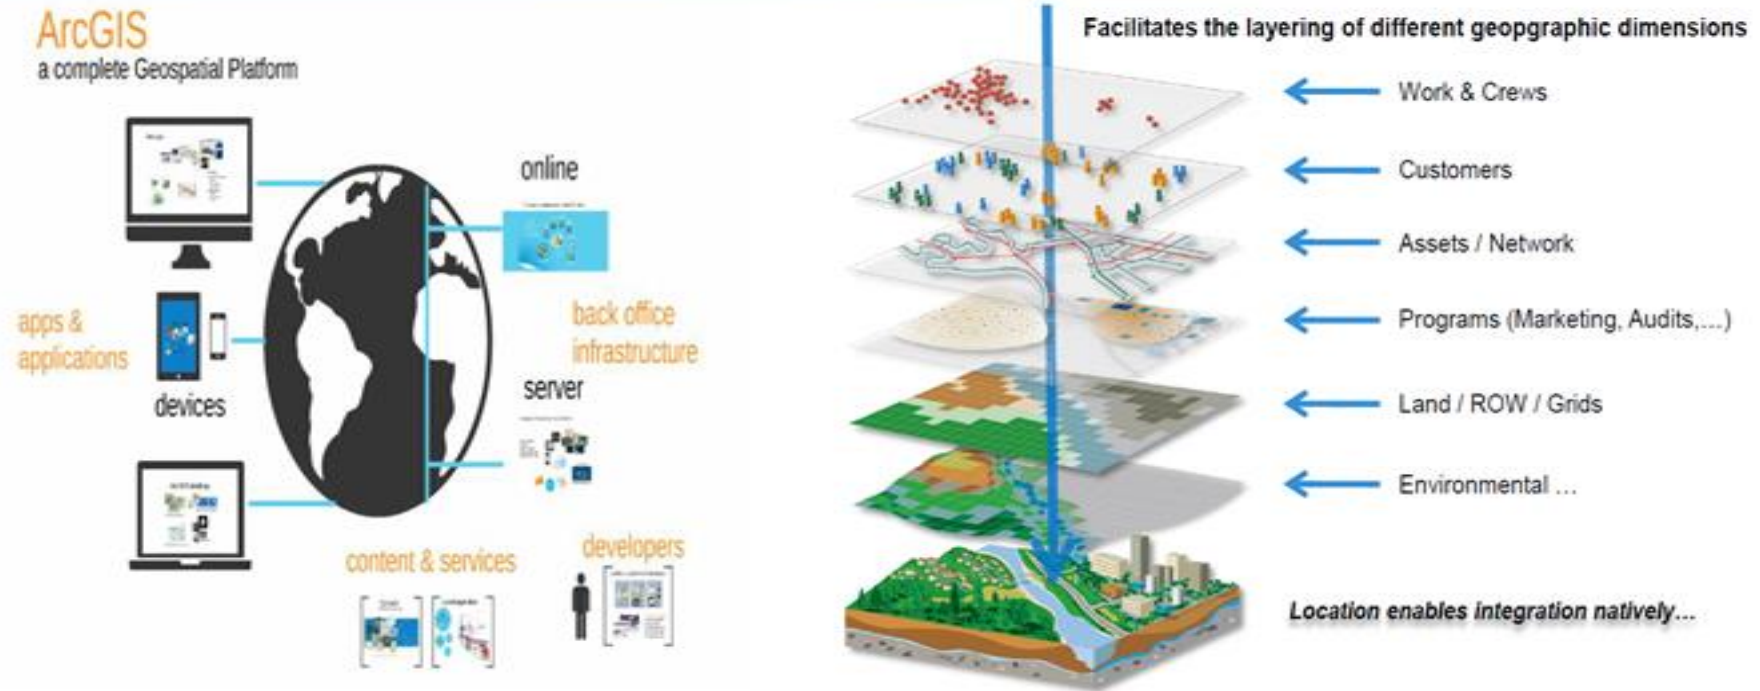 ArcGIS
a complete Geospatial Platform
online
apps &
applications
devices
back office
infrastructure
server
content & services
developers
Facilitates the layering of different geopgraphic dimensions
Work & Crews
Customers
Assets / Network
Programs (Marketing, Audits,...)
Land / ROW / Grids
Environmental ...
Location enables integration natively...